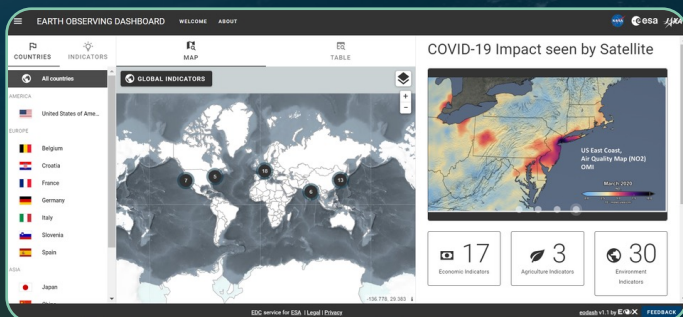 EARTH OBSERVING DASHBOARD WELCOME ABOUT
esa
COUNTRIES INDICATORS
MAP
TABLE
All countries
AMERICA
United States of Ame...
EUROPE
Belgium
Croatia
France
Germany
Italy
Slovenia
Spain
ASIA
Japan
GLOBAL INDICATORS
+
-
7
5
10
6
13
-136.778, 29.383
COVID-19 Impact seen by Satellite
US East Coast,
Air Quality Map (NO2)
OMI
March 2020
17
Economic Indicators
3
Agriculture Indicators
30
Environment
Indicators
EDC service for ESA | Legal | Privacy
eodash v1.1 by EOX FEEDBACK